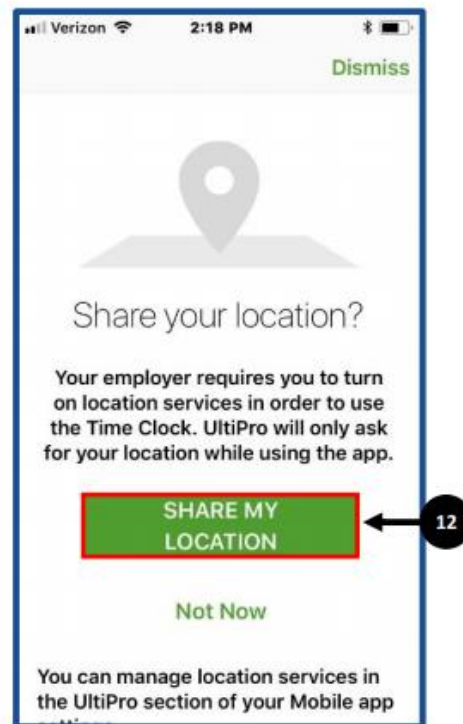 Verizon 2:18 PM
Dismiss
Share your location?
Your employer requires you to turn
on location services in order to use
the Time Clock. UltiPro will only ask
for your location while using the app.
SHARE MY
LOCATION
12
Not Now
You can manage location services in
the UltiPro section of your Mobile app